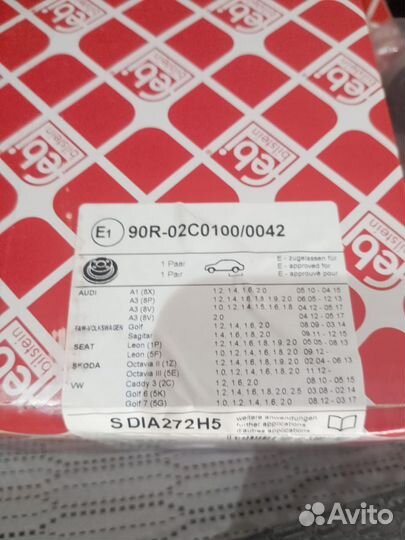 febi
bilstein
E1 90R-02C0100/0042
1 Paar
1 Pair
E - zugelassen für
E - approved for
E - approuvé pour
AUDI A1 (8X) 1.2, 1.4, 1.6, 2.0 05.10 - 04.15
A3 (8P) 1.2, 1.4, 1.6, 1.8, 1.9, 2.0 06.05 - 12.13
A3 (8V) 1.0, 1.2, 1.4, 1.5, 1.6, 1.8, 2.0 04.12 - 05.17
A3 (8V) 2.0 04.12 - 05.17
FAW-VOLKSWAGEN Golf 1.2, 1.4, 1.6, 1.8, 2.0 08.09 - 03.14
Sagitar 1.4, 1.6, 1.8, 2.0 09.11 - 12.15
SEAT Leon (1P) 1.2, 1.4, 1.6, 1.8, 1.9, 2.0 05.05
Leon (5F) 1.0, 1.2, 1.4, 1.6, 1.8, 2.0 09.12 -
SKODA Octavia II (1Z) 1.2, 1.4, 1.6, 1.8, 1.9, 2.0 02.04 - 06.13
Octavia III (5E) 1.0, 1.2, 1.4, 1.6, 1.8, 2.0 11.12 -
VW Caddy 3 (2C) 1.2, 1.6, 2.0 08.10 - 05.15
Golf 6 (5K) 1.2, 1.4, 1.6, 1.8, 2.0, 2.5 08.08 - 03.16
Golf 7 (5G) 1.0, 1.2, 1.4, 1.6, 1.8, 2.0 08.12 - 03.17
SDIA272H5
weitere anwendungen
further applications
d'autres applications
Avito